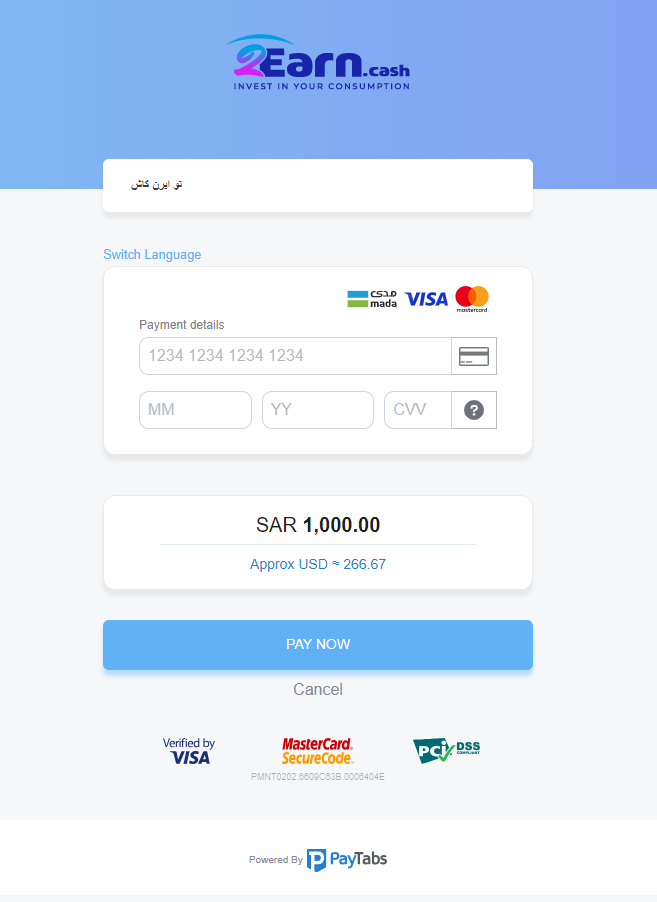 2Earn.cash
INVEST IN YOUR CONSUMPTION
تو ايرن كاش
Switch Language
مدى
mada
VISA
mastercard
Payment details
1234 1234 1234 1234
MM
YY
CVV
?
SAR 1,000.00
Approx USD ≈ 266.67
PAY NOW
Cancel
Verified by
VISA
MasterCard.
SecureCode.
PCI DSS
COMPLIANT
PMNT0202.6609C63B.0006404E
Powered By PayTabs